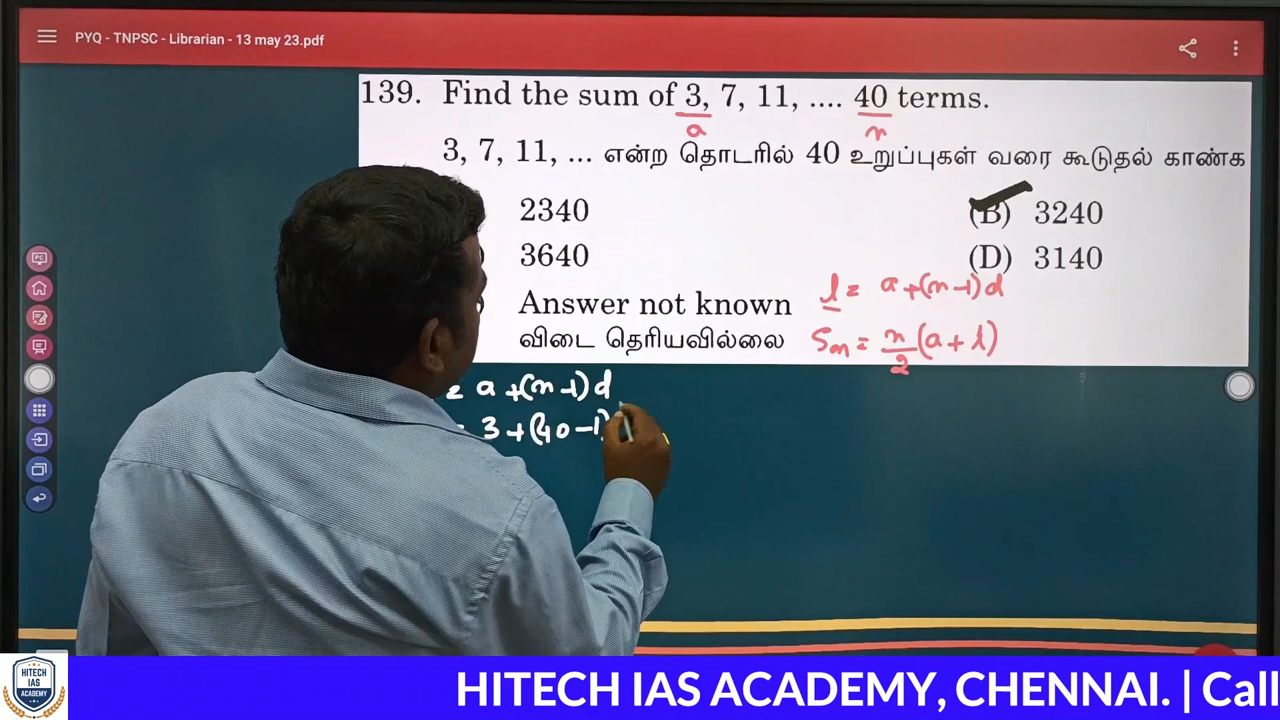 PYQ - TNPSC - Librarian - 13 may 23.pdf
139. Find the sum of 3, 7, 11, .... 40 terms.
a n
3, 7, 11, ... என்ற தொடரில் 40 உறுப்புகள் வரை கூடுதல் காண்க
2340 (B) 3240
3640 (D) 3140
l = a+(n-1)d
Answer not known
விடை தெரியவில்லை
Sn = n/2 (a+l)
= a+(n-1)d
= 3+(40-1)
HITECH IAS ACADEMY
HITECH IAS ACADEMY, CHENNAI. | Call